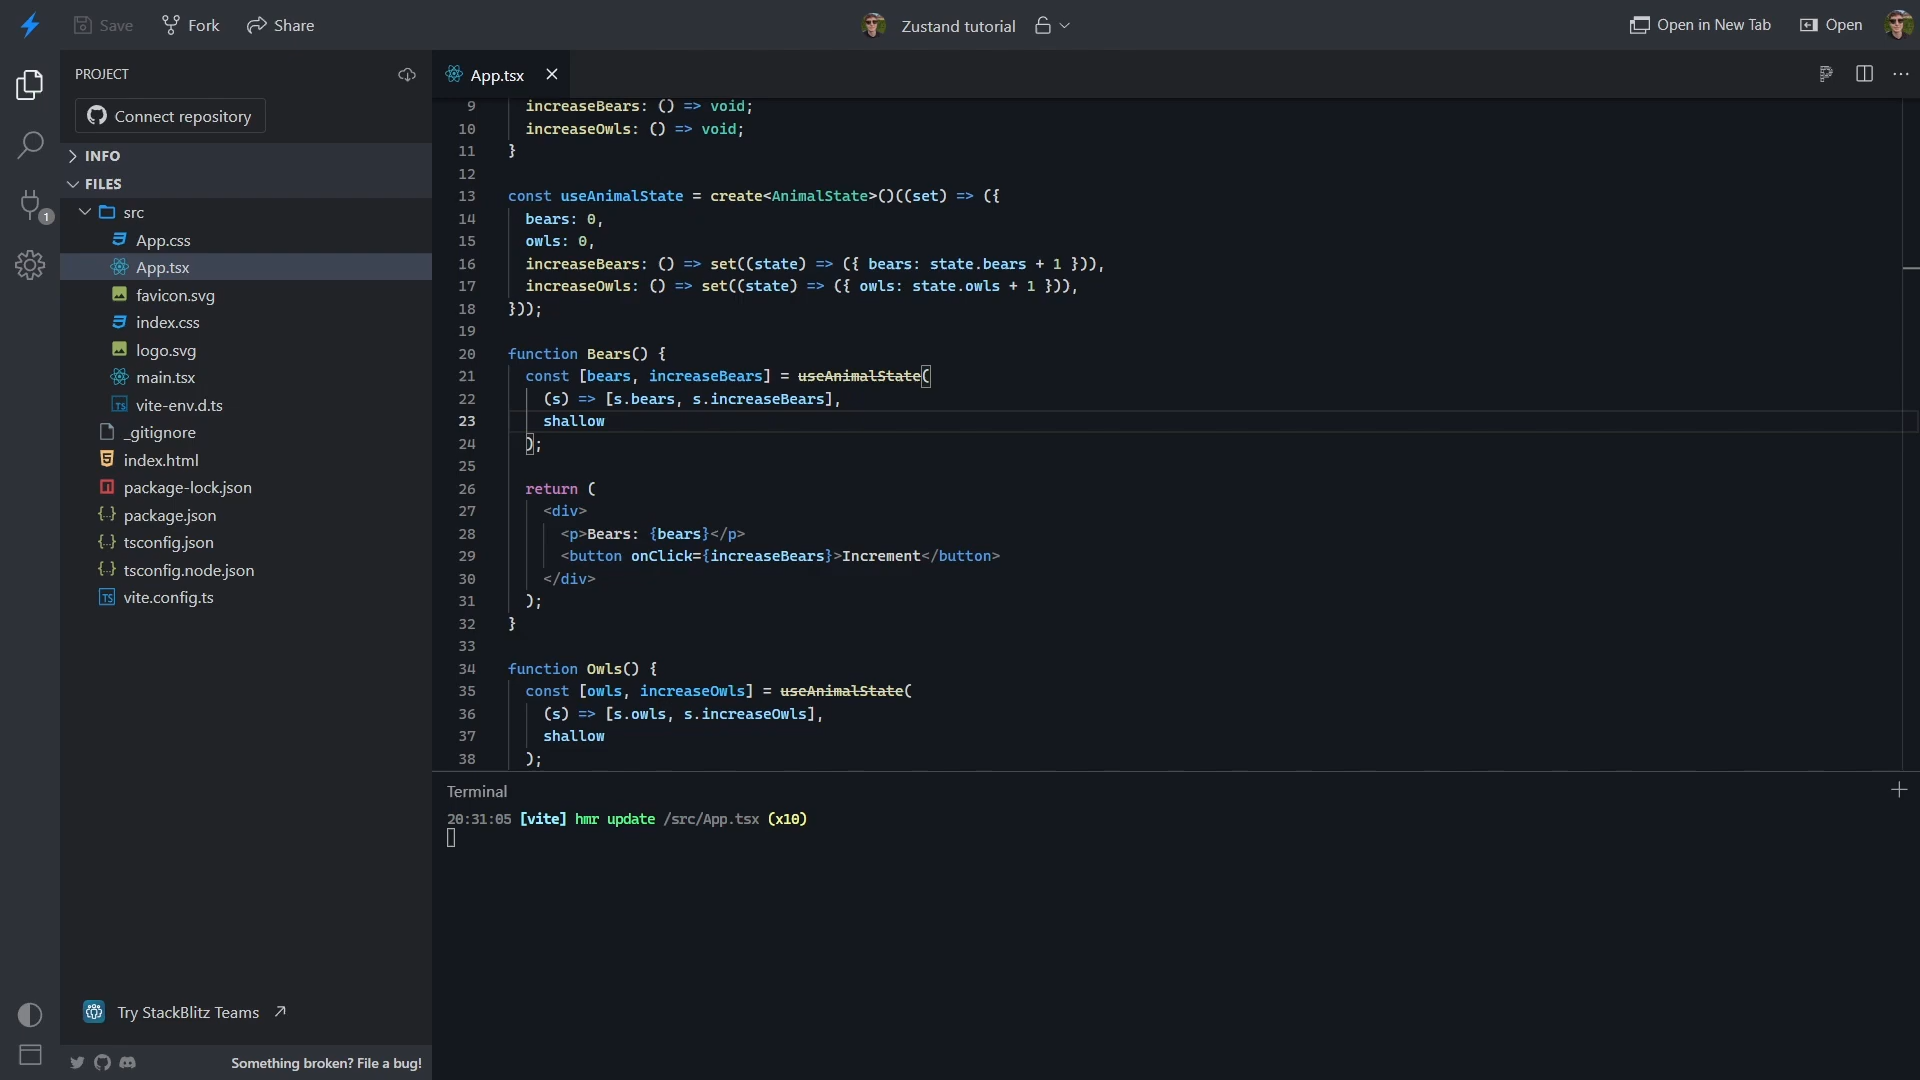 Save
Fork
Share
Zustand tutorial
Open in New Tab
Open
PROJECT
Connect repository
INFO
FILES
src
App.css
App.tsx
favicon.svg
index.css
logo.svg
main.tsx
TS vite-env.d.ts
_gitignore
index.html
package-lock.json
package.json
tsconfig.json
tsconfig.node.json
TS vite.config.ts
1
Try StackBlitz Teams
Something broken? File a bug!
App.tsx
9 increaseBears: () => void;
10 increaseOwls: () => void;
11 }
12
13 const useAnimalState = create<AnimalState>()((set) => ({
14 bears: 0,
15 owls: 0,
16 increaseBears: () => set((state) => ({ bears: state.bears + 1 })),
17 increaseOwls: () => set((state) => ({ owls: state.owls + 1 })),
18 }));
19
20 function Bears() {
21 const [bears, increaseBears] = useAnimalState(
22 (s) => [s.bears, s.increaseBears],
23 shallow
24 );
25
26 return (
27 <div>
28 <p>Bears: {bears}</p>
29 <button onClick={increaseBears}>Increment</button>
30 </div>
31 );
32 }
33
34 function Owls() {
35 const [owls, increaseOwls] = useAnimalState(
36 (s) => [s.owls, s.increaseOwls],
37 shallow
38 );
Terminal
20:31:05 [vite] hmr update /src/App.tsx (x10)